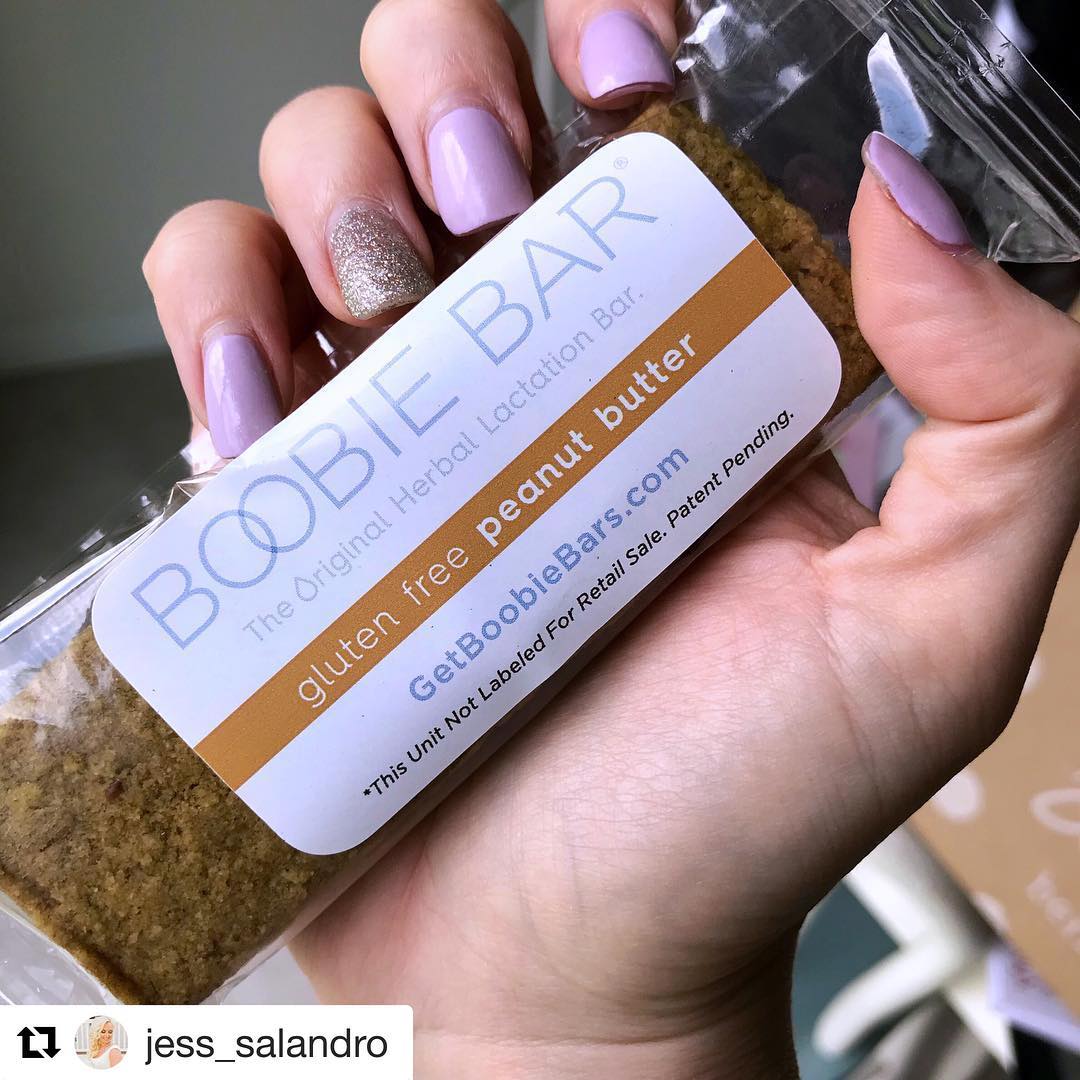 BOOBIE BAR®
The Original Herbal Lactation Bar.
gluten free peanut butter
GetBoobieBars.com
*This Unit Not Labeled For Retail Sale. Patent Pending.
jess_salandro